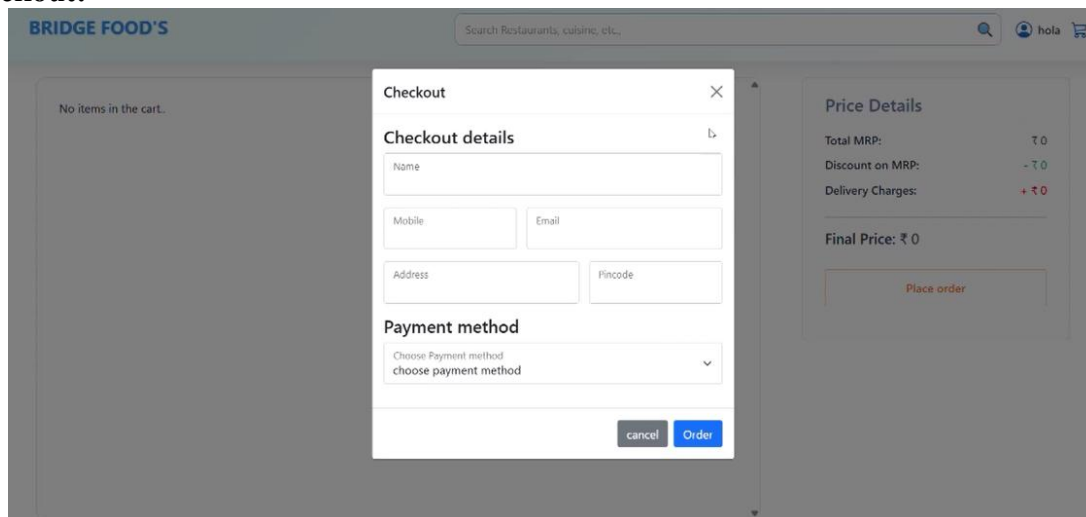 BRIDGE FOOD'S
Search Restaurants, cuisine, etc.,
hola
No items in the cart..
Checkout
Checkout details
Name
Mobile
Email
Address
Pincode
Payment method
Choose Payment method
choose payment method
cancel
Order
Price Details
Total MRP: ₹ 0
Discount on MRP: - ₹ 0
Delivery Charges: + ₹ 0
Final Price: ₹ 0
Place order